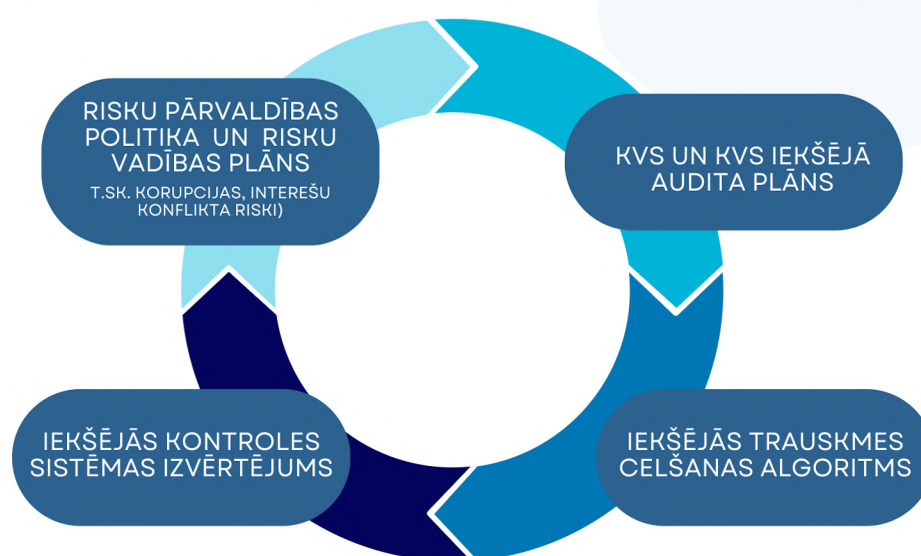 RISKU PĀRVALDĪBAS
POLITIKA UN RISKU
VADĪBAS PLĀNS
T.SK. KORUPCIJAS, INTEREŠU
KONFLIKTA RISKI)
KVS UN KVS IEKŠĒJĀ
AUDITA PLĀNS
IEKŠĒJĀS KONTROLES
SISTĒMAS IZVĒRTĒJUMS
IEKŠĒJĀS TRAUSKMES
CELŠANAS ALGORITMS